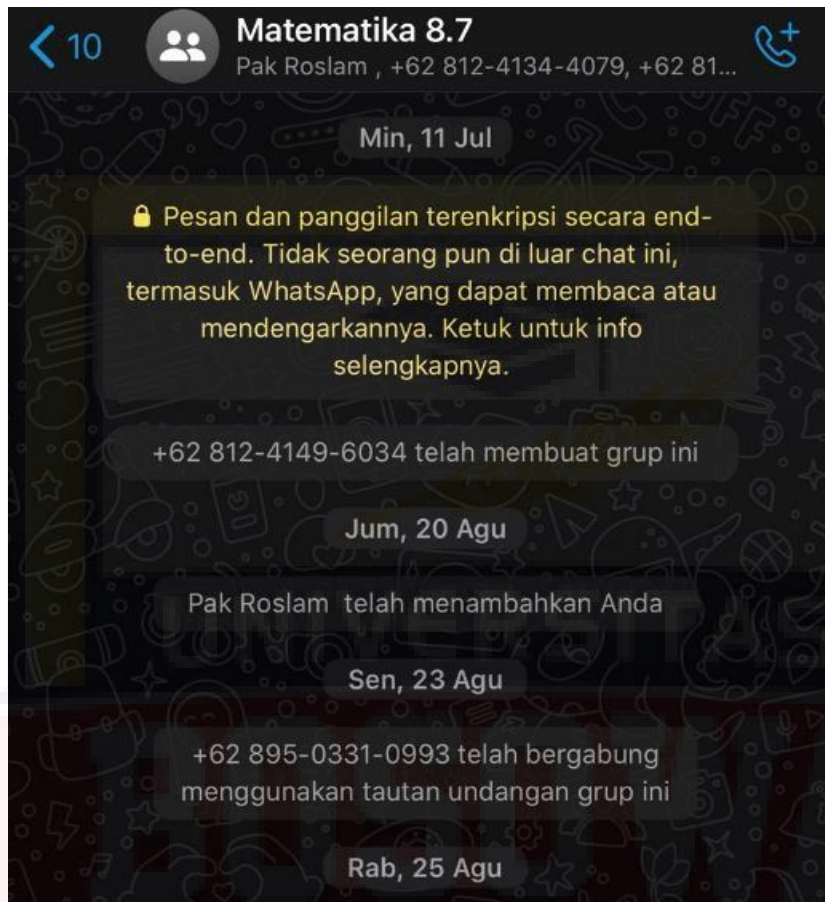 10
Matematika 8.7
Pak Roslam , +62 812-4134-4079, +62 81...
Min, 11 Jul
Pesan dan panggilan terenkripsi secara end-
to-end. Tidak seorang pun di luar chat ini,
termasuk WhatsApp, yang dapat membaca atau
mendengarkannya. Ketuk untuk info
selengkapnya.
+62 812-4149-6034 telah membuat grup ini
Jum, 20 Agu
Pak Roslam telah menambahkan Anda
UNIVERSITAS
Sen, 23 Agu
+62 895-0331-0993 telah bergabung
menggunakan tautan undangan grup ini
BOSOWA
Rab, 25 Agu